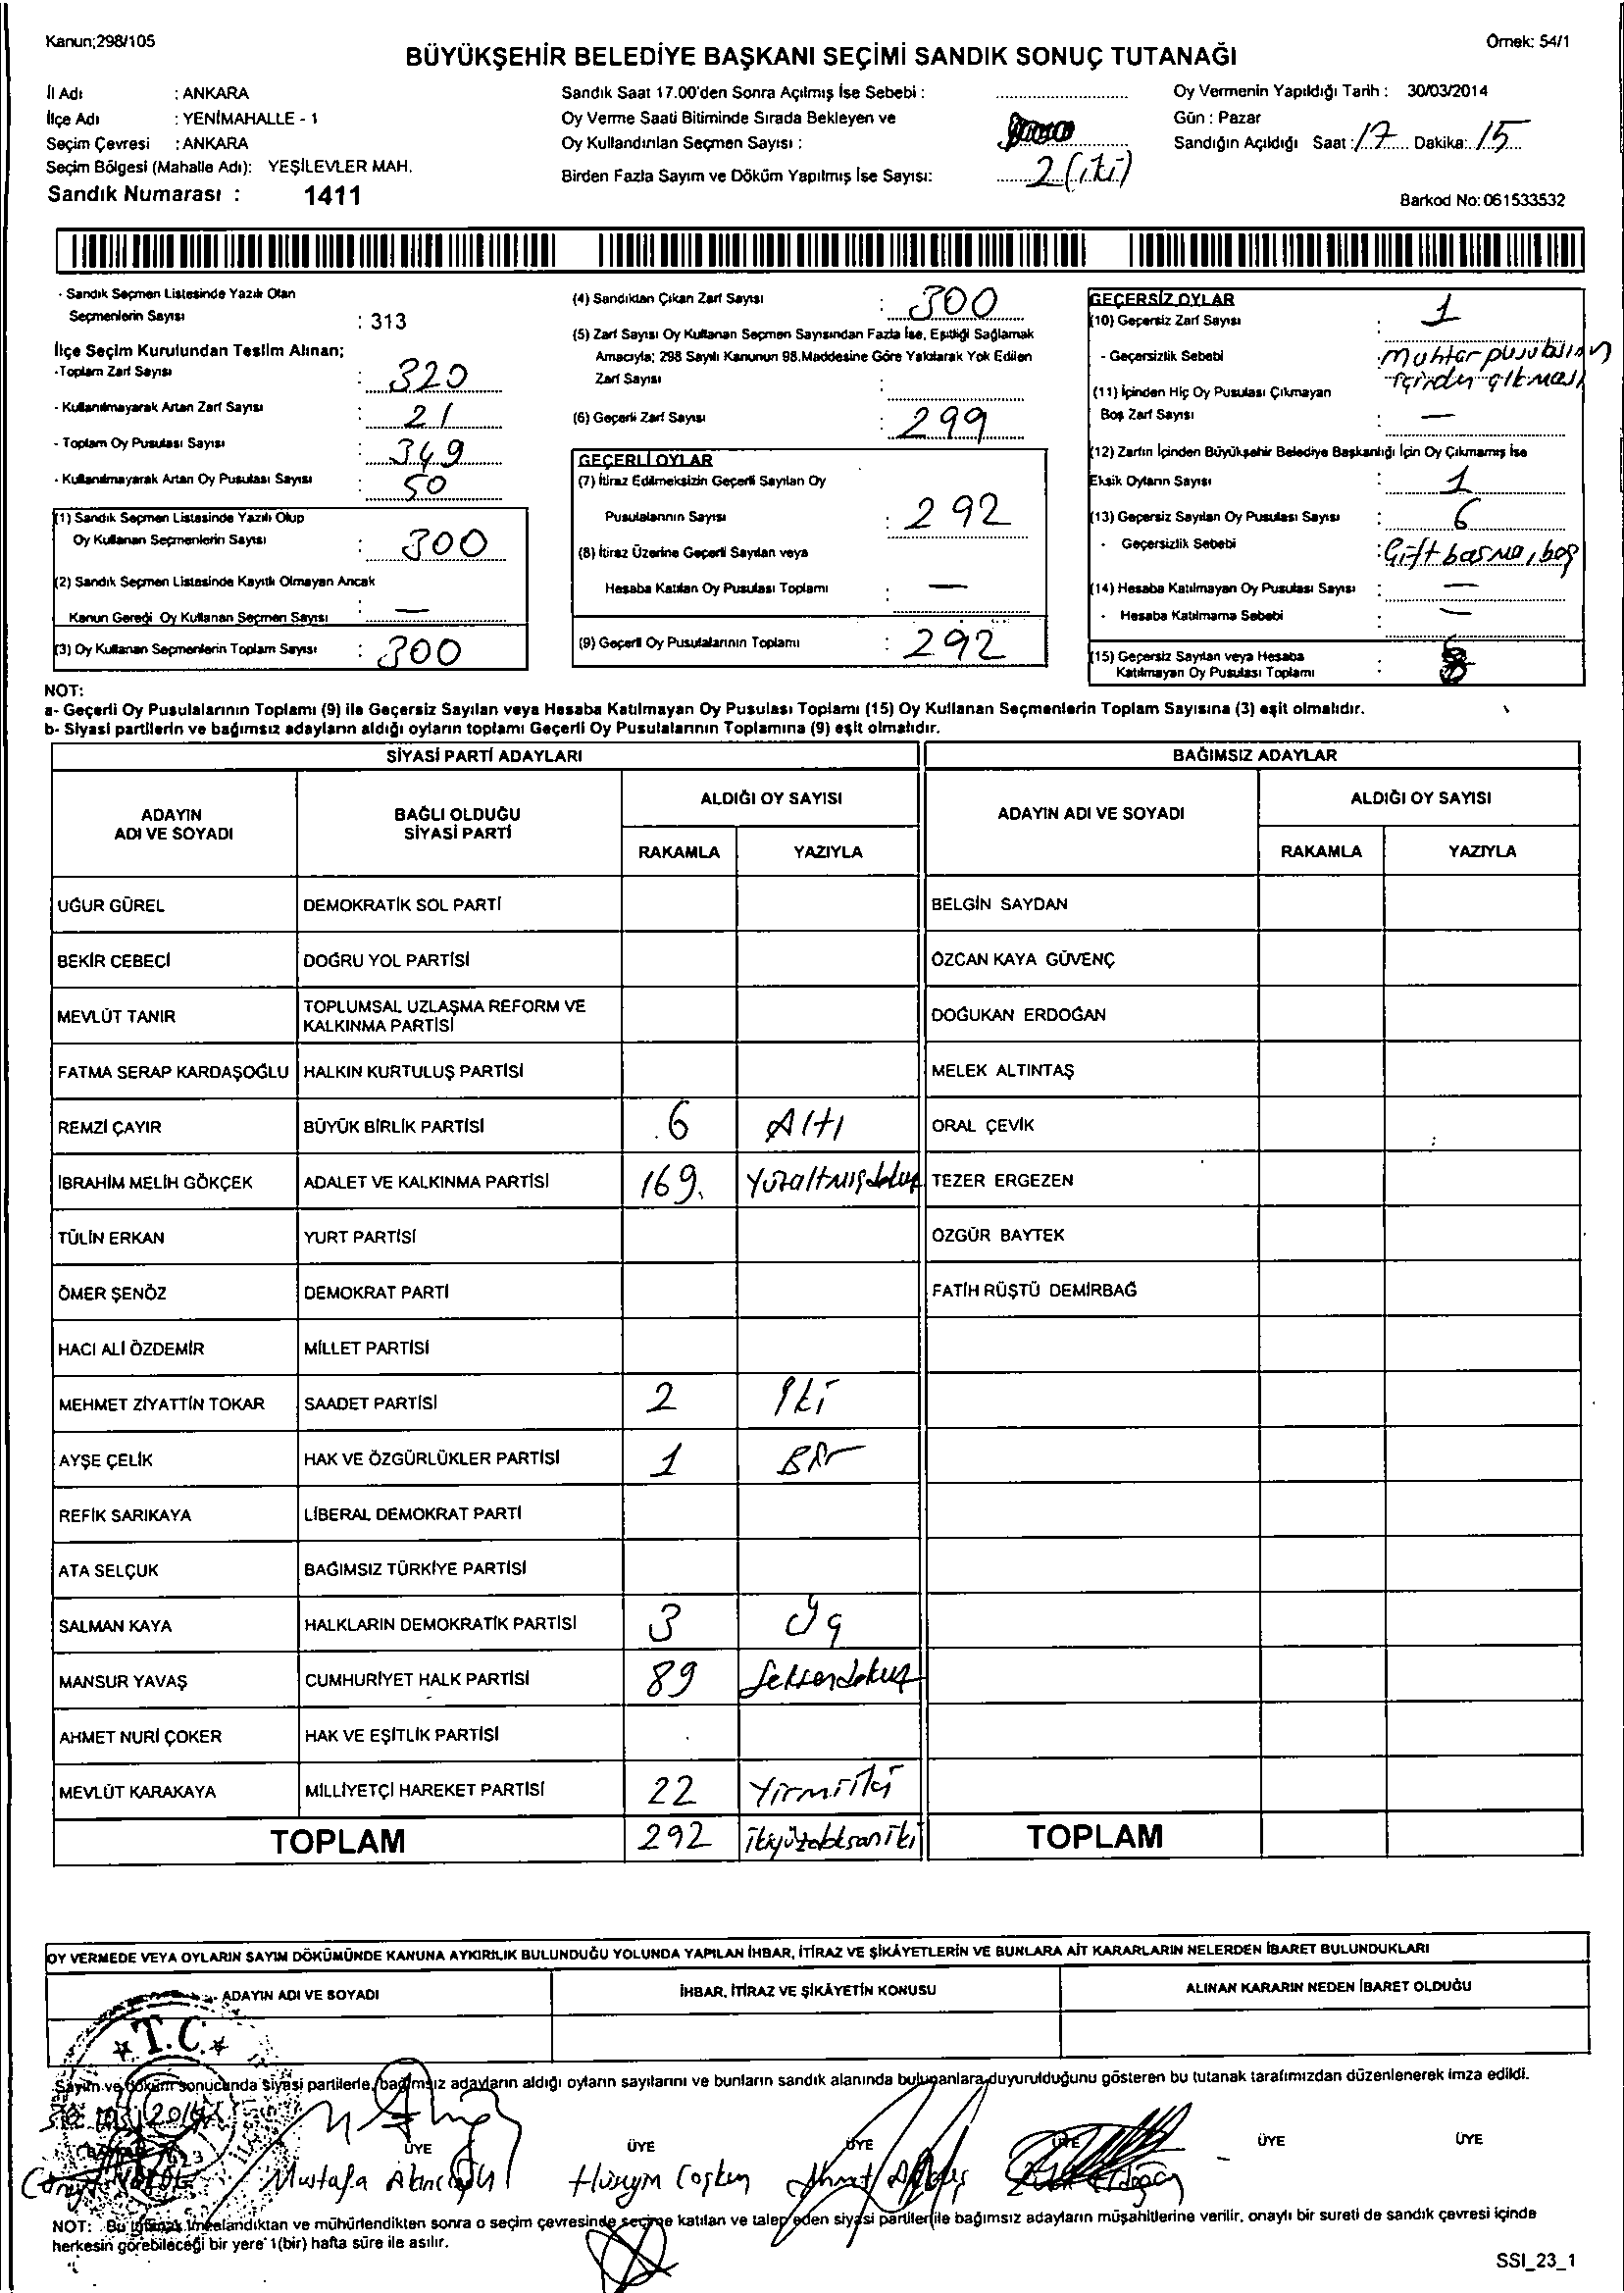 Kanun;298/105
Örnek: 54/1
BÜYÜKŞEHİR BELEDİYE BAŞKANI SEÇİMİ SANDIK SONUÇ TUTANAĞI
İl Adı : ANKARA
İlçe Adı : YENİMAHALLE - 1
Seçim Çevresi : ANKARA
Seçim Bölgesi (Mahalle Adı): YEŞİLEVLER MAH.
Sandık Numarası : 1411
Sandık Saat 17.00'den Sonra Açılmış İse Sebebi :
Oy Verme Saati Bitiminde Sırada Bekleyen ve
Oy Kullandırılan Seçmen Sayısı :
Birden Fazla Sayım ve Döküm Yapılmış İse Sayısı: 2 (iki)
Oy Vermenin Yapıldığı Tarih : 30/03/2014
Gün : Pazar
Sandığın Açıldığı Saat : 17 Dakika: 15
Barkod No: 061533532
- Sandık Seçmen Listesinde Yazılı Olan
Seçmenlerin Sayısı : 313
İlçe Seçim Kurulundan Teslim Alınan;
-Toplam Zarf Sayısı : 320
- Kullanılmayarak Artan Zarf Sayısı : 21
- Toplam Oy Pusulası Sayısı : 349
- Kullanılmayarak Artan Oy Pusulası Sayısı : 50
(1) Sandık Seçmen Listesinde Yazılı Olup
Oy Kullanan Seçmenlerin Sayısı : 300
(2) Sandık Seçmen Listesinde Kayıtlı Olmayan Ancak
Kanun Gereği Oy Kullanan Seçmen Sayısı : —
(3) Oy Kullanan Seçmenlerin Toplam Sayısı : 300
(4) Sandıktan Çıkan Zarf Sayısı : 300
(5) Zarf Sayısı Oy Kullanan Seçmen Sayısından Fazla İse, Eşitliği Sağlamak
Amacıyla; 298 Sayılı Kanunun 98.Maddesine Göre Yakılarak Yok Edilen
Zarf Sayısı :
(6) Geçerli Zarf Sayısı : 299
GEÇERLİ OYLAR
(7) İtiraz Edilmeksizin Geçerli Sayılan Oy
Pusulalarının Sayısı : 292
(8) İtiraz Üzerine Geçerli Sayılan veya
Hesaba Katılan Oy Pusulası Toplamı : —
(9) Geçerli Oy Pusulalarının Toplamı : 292
GEÇERSİZ OYLAR
(10) Geçersiz Zarf Sayısı : 1
- Geçersizlik Sebebi : Muhtar pusulasının
içinden çıkması
(11) İçinden Hiç Oy Pusulası Çıkmayan
Boş Zarf Sayısı : —
(12) Zarfın İçinden Büyükşehir Belediye Başkanlığı İçin Oy Çıkmamış İse
Eksik Oyların Sayısı : 1
(13) Geçersiz Sayılan Oy Pusulası Sayısı : 6
- Geçersizlik Sebebi : Çift basma, boş
(14) Hesaba Katılmayan Oy Pusulası Sayısı : —
- Hesaba Katılmama Sebebi : —
(15) Geçersiz Sayılan veya Hesaba
Katılmayan Oy Pusulası Toplamı :
NOT:
a- Geçerli Oy Pusulalarının Toplamı (9) ile Geçersiz Sayılan veya Hesaba Katılmayan Oy Pusulası Toplamı (15) Oy Kullanan Seçmenlerin Toplam Sayısına (3) eşit olmalıdır.
b- Siyasi partilerin ve bağımsız adayların aldığı oyların toplamı Geçerli Oy Pusulalarının Toplamına (9) eşit olmalıdır.
SİYASİ PARTİ ADAYLARI
BAĞIMSIZ ADAYLAR
ADAYIN
ADI VE SOYADI
BAĞLI OLDUĞU
SİYASİ PARTİ
ALDIĞI OY SAYISI
RAKAMLA YAZIYLA
ADAYIN ADI VE SOYADI
ALDIĞI OY SAYISI
RAKAMLA YAZIYLA
UĞUR GÜREL DEMOKRATİK SOL PARTİ BELGİN SAYDAN
BEKİR CEBECİ DOĞRU YOL PARTİSİ ÖZCAN KAYA GÜVENÇ
MEVLÜT TANIR TOPLUMSAL UZLAŞMA REFORM VE
KALKINMA PARTİSİ DOĞUKAN ERDOĞAN
FATMA SERAP KARDAŞOĞLU HALKIN KURTULUŞ PARTİSİ MELEK ALTINTAŞ
REMZİ ÇAYIR BÜYÜK BİRLİK PARTİSİ 6 Altı ORAL ÇEVİK
İBRAHİM MELİH GÖKÇEK ADALET VE KALKINMA PARTİSİ 169 Yüzaltmışdokuz TEZER ERGEZEN
TÜLİN ERKAN YURT PARTİSİ ÖZGÜR BAYTEK
ÖMER ŞENÖZ DEMOKRAT PARTİ FATİH RÜŞTÜ DEMİRBAĞ
HACI ALİ ÖZDEMİR MİLLET PARTİSİ
MEHMET ZİYATTİN TOKAR SAADET PARTİSİ 2 İki
AYŞE ÇELİK HAK VE ÖZGÜRLÜKLER PARTİSİ 1 Bir
REFİK SARIKAYA LİBERAL DEMOKRAT PARTİ
ATA SELÇUK BAĞIMSIZ TÜRKİYE PARTİSİ
SALMAN KAYA HALKLARIN DEMOKRATİK PARTİSİ 3 Üç
MANSUR YAVAŞ CUMHURİYET HALK PARTİSİ 89 Seksendokuz
AHMET NURİ ÇOKER HAK VE EŞİTLİK PARTİSİ
MEVLÜT KARAKAYA MİLLİYETÇİ HAREKET PARTİSİ 22 Yirmiiki
TOPLAM 292 ikiyüzdoksaniki TOPLAM
OY VERMEDE VEYA OYLARIN SAYIM DÖKÜMÜNDE KANUNA AYKIRILIK BULUNDUĞU YOLUNDA YAPILAN İHBAR, İTİRAZ VE ŞİKÂYETLERİN VE BUNLARA AİT KARARLARIN NELERDEN İBARET BULUNDUKLARI
ADAYIN ADI VE SOYADI İHBAR, İTİRAZ VE ŞİKÂYETİN KONUSU ALINAN KARARIN NEDEN İBARET OLDUĞU
T.C.
Sayım ve döküm sonucunda siyasi partilerle, bağımsız adayların aldığı oyların sayılarını ve bunların sandık alanında bulunanlara duyurulduğunu gösteren bu tutanak tarafımızdan düzenlenerek imza edildi.
ÜYE ÜYE ÜYE ÜYE ÜYE ÜYE
Mustafa Hüseyin Coşkun Ahmet
NOT: Bu tutanak imzalandıktan ve mühürlendikten sonra o seçim çevresinde seçime katılan ve talep eden siyasi partiler ile bağımsız adayların müşahitlerine verilir, onaylı bir sureti de sandık çevresi içinde
herkesin görebileceği bir yere 1(bir) hafta süre ile asılır.
SSI_23_1